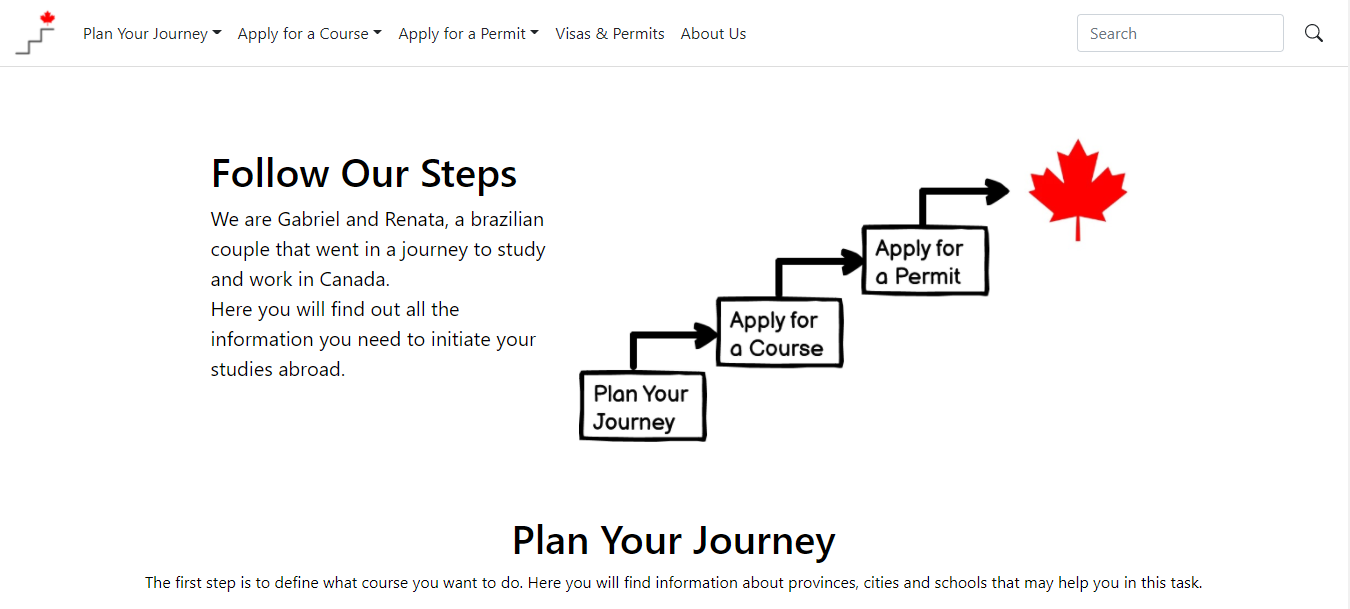 Plan Your Journey Apply for a Course Apply for a Permit Visas & Permits About Us Search
Follow Our Steps
We are Gabriel and Renata, a brazilian
couple that went in a journey to study
and work in Canada.
Here you will find out all the
information you need to initiate your
studies abroad.
Plan Your
Journey
Apply for
a Course
Apply for
a Permit
Plan Your Journey
The first step is to define what course you want to do. Here you will find information about provinces, cities and schools that may help you in this task.